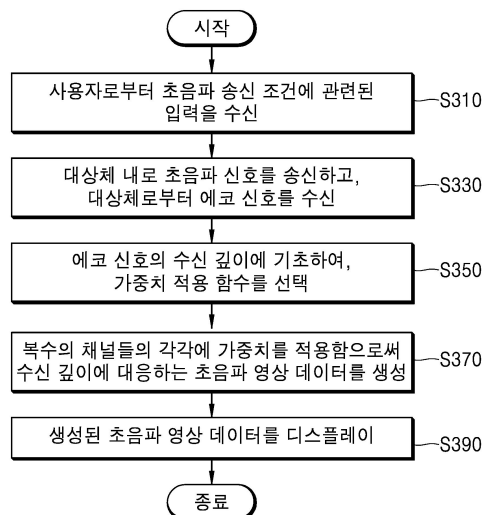 시작
사용자로부터 초음파 송신 조건에 관련된
입력을 수신
S310
대상체 내로 초음파 신호를 송신하고,
대상체로부터 에코 신호를 수신
S330
에코 신호의 수신 깊이에 기초하여,
가중치 적용 함수를 선택
S350
복수의 채널들의 각각에 가중치를 적용함으로써
수신 깊이에 대응하는 초음파 영상 데이터를 생성
S370
생성된 초음파 영상 데이터를 디스플레이
S390
종료